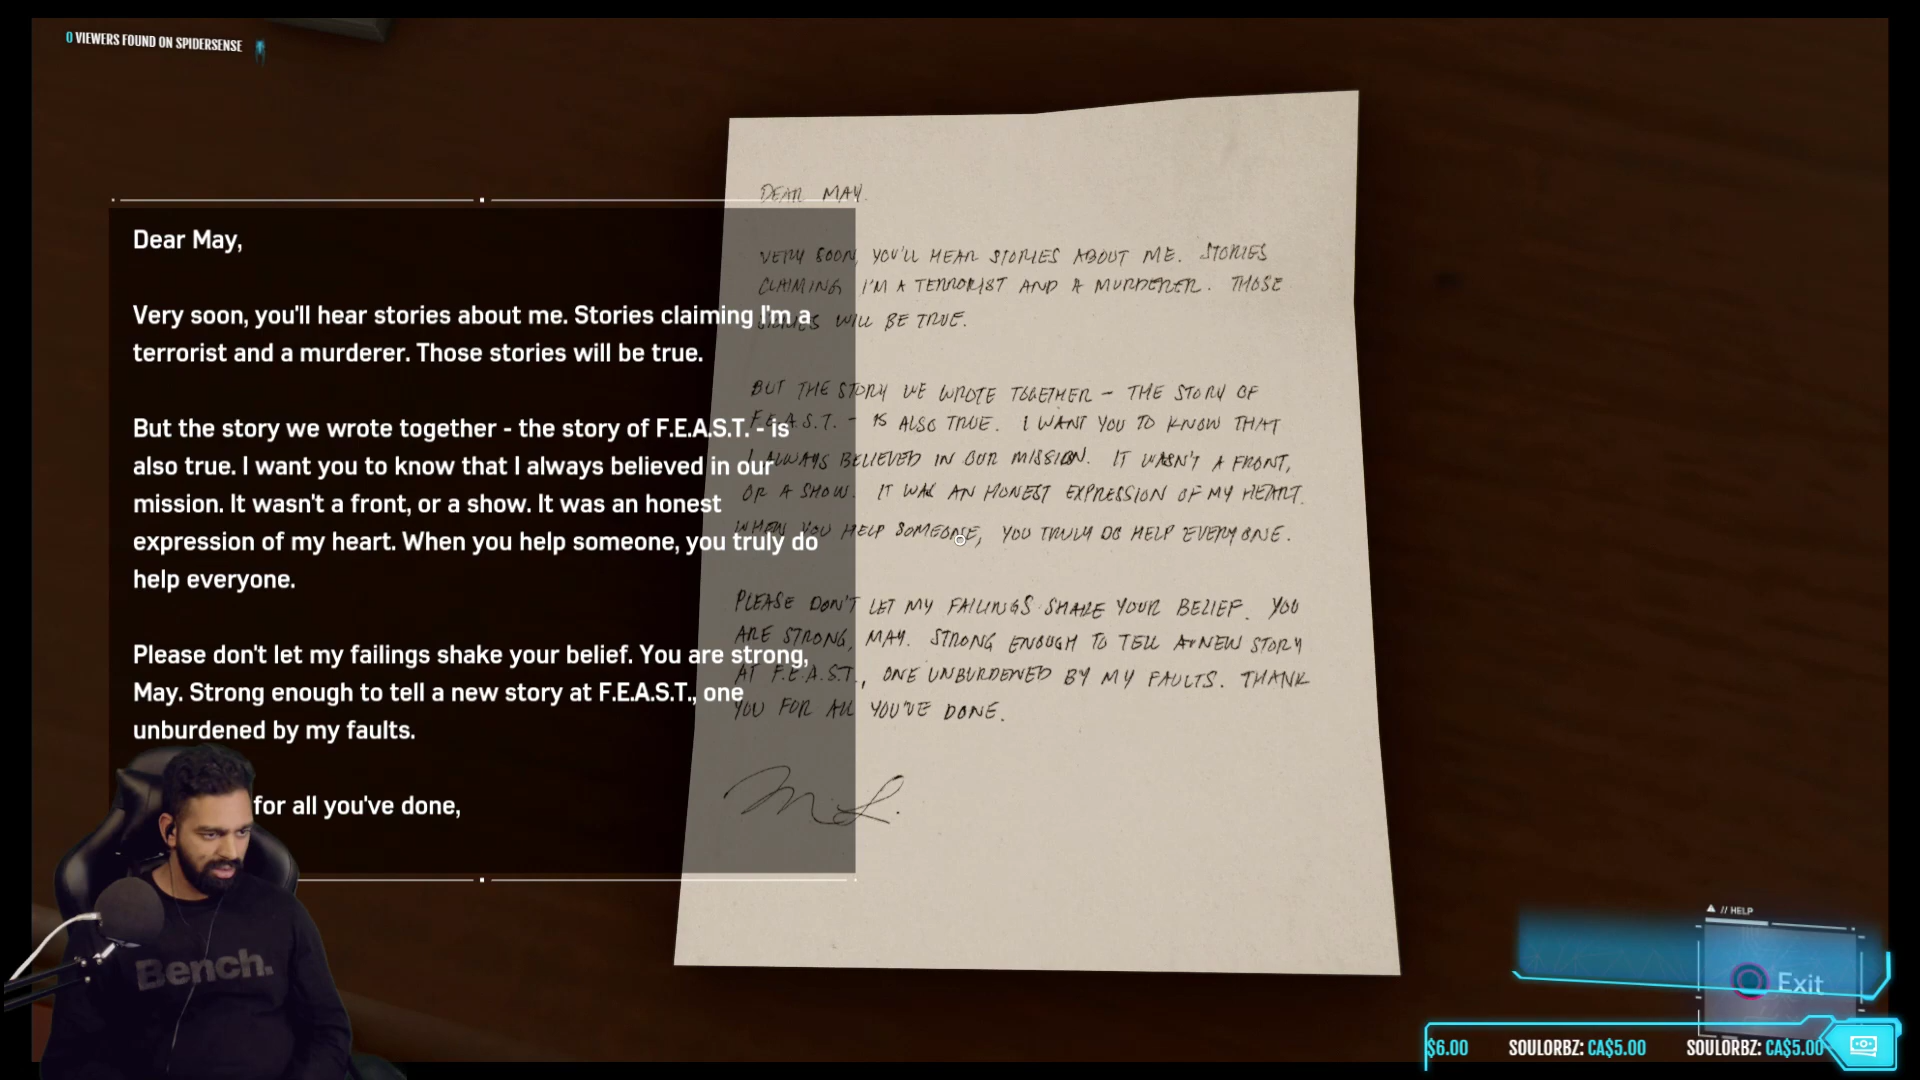 0 VIEWERS FOUND ON SPIDERSENSE
Dear May,
Very soon, you'll hear stories about me. Stories claiming I'm a
terrorist and a murderer. Those stories will be true.
But the story we wrote together - the story of F.E.A.S.T. - is
also true. I want you to know that I always believed in our
mission. It wasn't a front, or a show. It was an honest
expression of my heart. When you help someone, you truly do
help everyone.
Please don't let my failings shake your belief. You are strong,
May. Strong enough to tell a new story at F.E.A.S.T., one
unburdened by my faults.
for all you've done,
DEAR MAY.
VERY SOON, YOU'LL HEAR STORIES ABOUT ME. STORIES
CLAIMING I'M A TERRORIST AND A MURDERER. THOSE
STORIES WILL BE TRUE.
BUT THE STORY WE WROTE TOGETHER – THE STORY OF
F.E.A.S.T. – IS ALSO TRUE. I WANT YOU TO KNOW THAT
I ALWAYS BELIEVED IN OUR MISSION. IT WASN'T A FRONT,
OR A SHOW. IT WAS AN HONEST EXPRESSION OF MY HEART.
WHEN YOU HELP SOMEONE, YOU TRULY DO HELP EVERYONE.
PLEASE DON'T LET MY FAILINGS SHAKE YOUR BELIEF. YOU
ARE STRONG, MAY. STRONG ENOUGH TO TELL A NEW STORY
AT F.E.A.S.T., ONE UNBURDENED BY MY FAULTS. THANK
YOU FOR ALL YOU'VE DONE.
M L.
Bench.
// HELP
Exit
$6.00 SOULORBZ: CA$5.00 SOULORBZ: CA$5.00